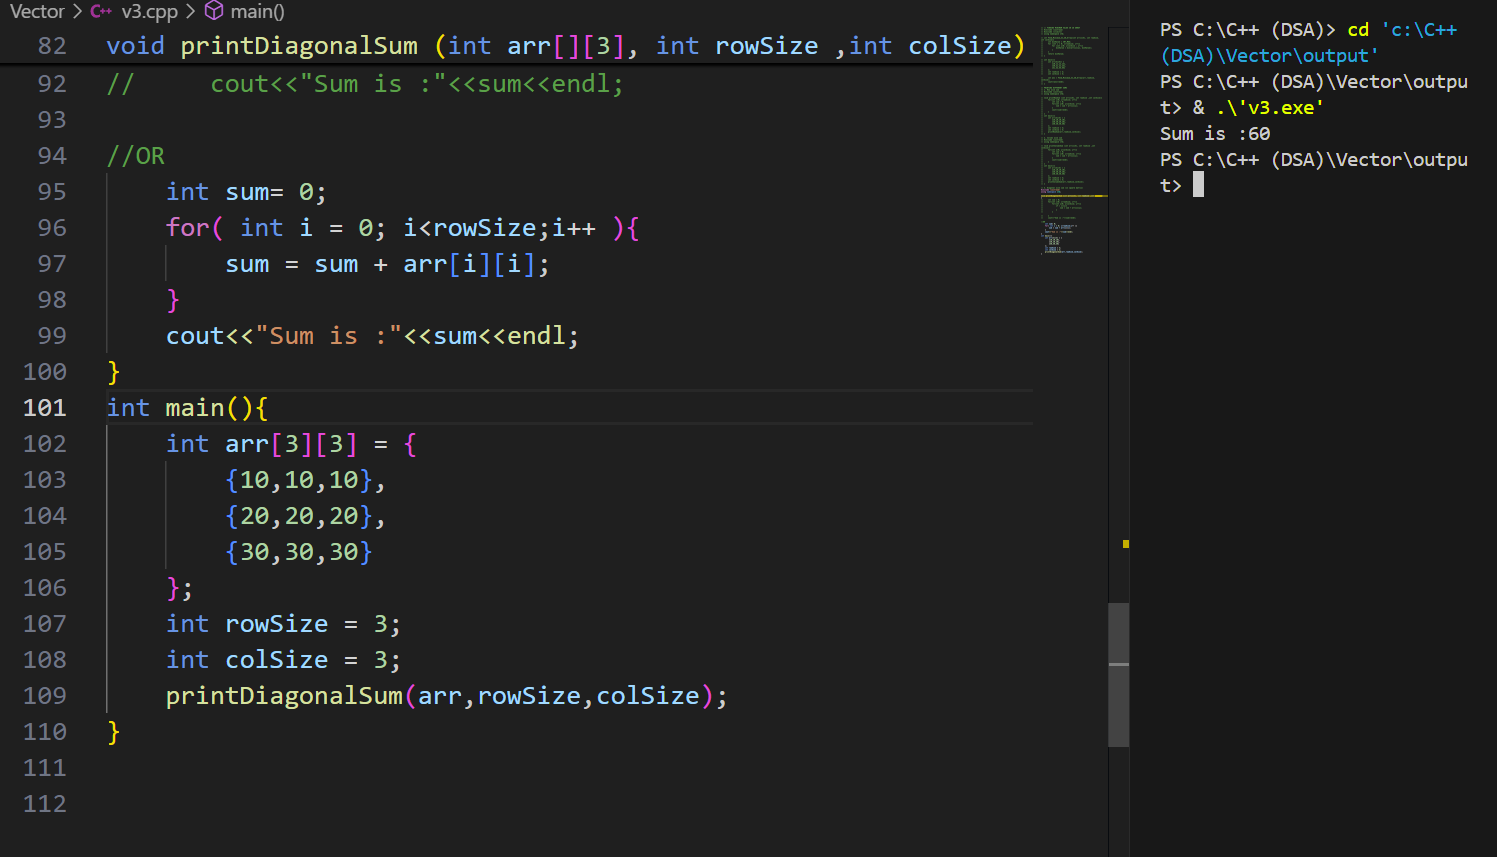 Vector > C++ v3.cpp > main()
82 void printDiagonalSum (int arr[][3], int rowSize ,int colSize)
92 //     cout<<"Sum is :"<<sum<<endl;
93
94 //OR
95     int sum= 0;
96     for( int i = 0; i<rowSize;i++ ){
97         sum = sum + arr[i][i];
98     }
99     cout<<"Sum is :"<<sum<<endl;
100 }
101 int main(){
102     int arr[3][3] = {
103         {10,10,10},
104         {20,20,20},
105         {30,30,30}
106     };
107     int rowSize = 3;
108     int colSize = 3;
109     printDiagonalSum(arr,rowSize,colSize);
110 }
111
112
PS C:\C++ (DSA)> cd 'c:\C++
(DSA)\Vector\output'
PS C:\C++ (DSA)\Vector\outpu
t> & .\'v3.exe'
Sum is :60
PS C:\C++ (DSA)\Vector\outpu
t>